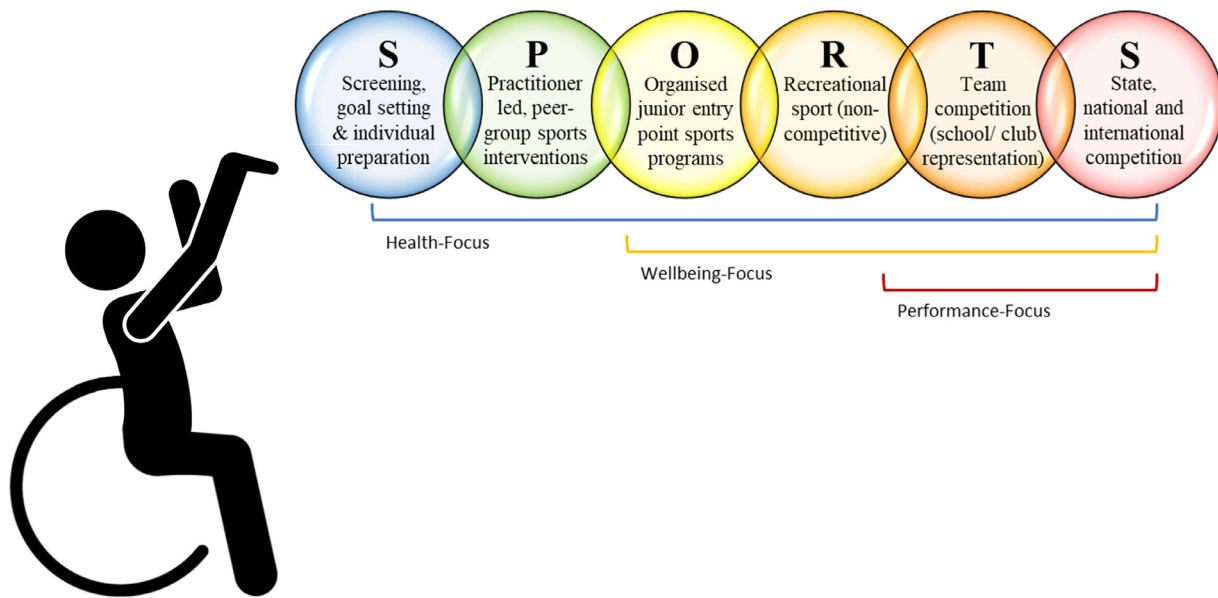 S
Screening,
goal setting
& individual
preparation
P
Practitioner
led, peer-
group sports
interventions
O
Organised
junior entry
point sports
programs
R
Recreational
sport (non-
competitive)
T
Team
competition
(school/ club
representation)
S
State,
national and
international
competition
Health-Focus
Wellbeing-Focus
Performance-Focus